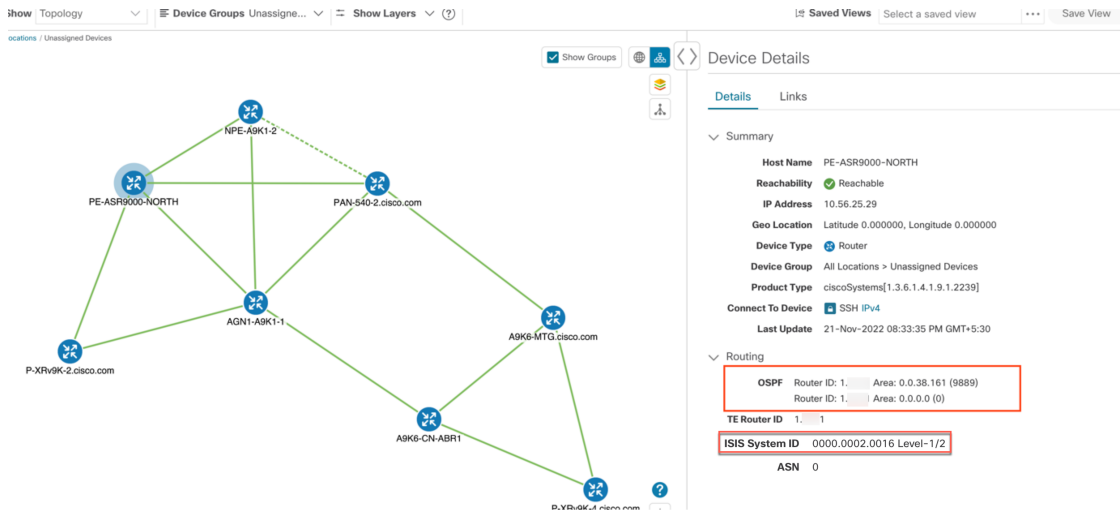 Show Topology
Device Groups Unassigne...
Show Layers
Saved Views Select a saved view ... Save View
ocations / Unassigned Devices
Show Groups
NPE-A9K1-2
PE-ASR9000-NORTH
PAN-540-2.cisco.com
AGN1-A9K1-1
A9K6-MTG.cisco.com
P-XRv9K-2.cisco.com
A9K6-CN-ABR1
P-XRv9K-4.cisco.com
Device Details
Details Links
Summary
Host Name PE-ASR9000-NORTH
Reachability Reachable
IP Address 10.56.25.29
Geo Location Latitude 0.000000, Longitude 0.000000
Device Type Router
Device Group All Locations > Unassigned Devices
Product Type ciscoSystems[1.3.6.1.4.1.9.1.2239]
Connect To Device SSH IPv4
Last Update 21-Nov-2022 08:33:35 PM GMT+5:30
Routing
OSPF Router ID: 1. Area: 0.0.38.161 (9889)
Router ID: 1. Area: 0.0.0.0 (0)
TE Router ID 1. 1
ISIS System ID 0000.0002.0016 Level-1/2
ASN 0